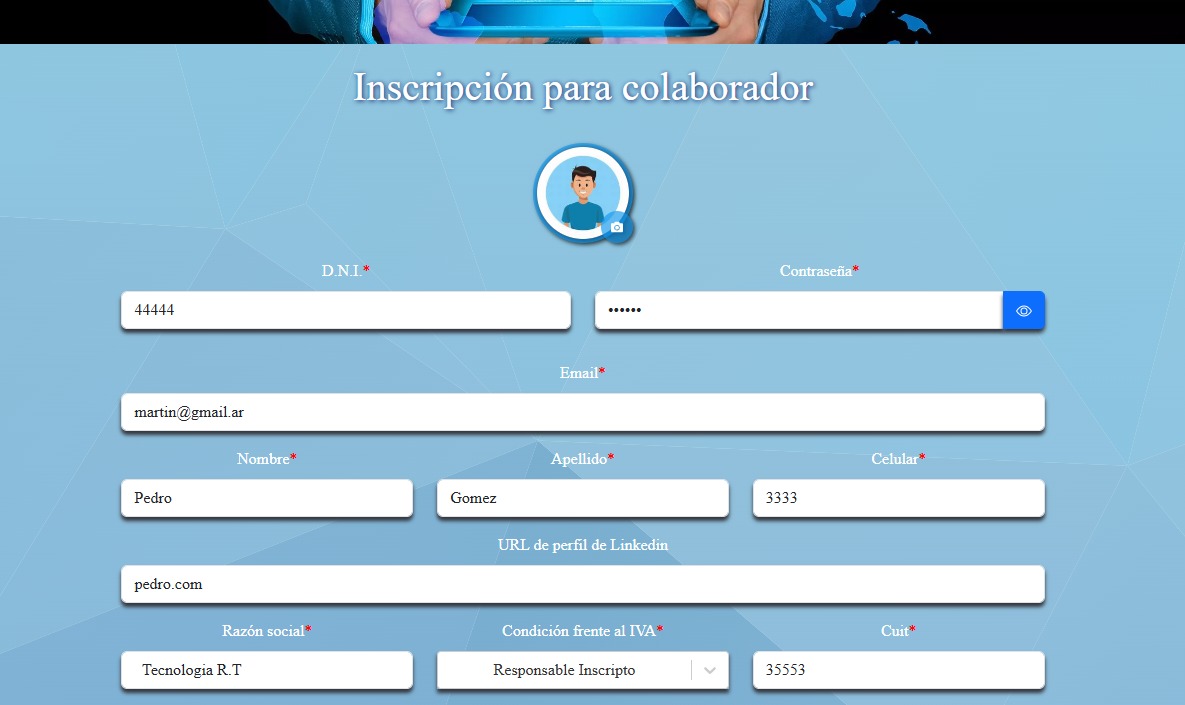 Inscripción para colaborador
D.N.I.* Contraseña*
44444 ••••••
Email*
martin@gmail.ar
Nombre* Apellido* Celular*
Pedro Gomez 3333
URL de perfil de Linkedin
pedro.com
Razón social* Condición frente al IVA* Cuit*
Tecnologia R.T Responsable Inscripto 35553